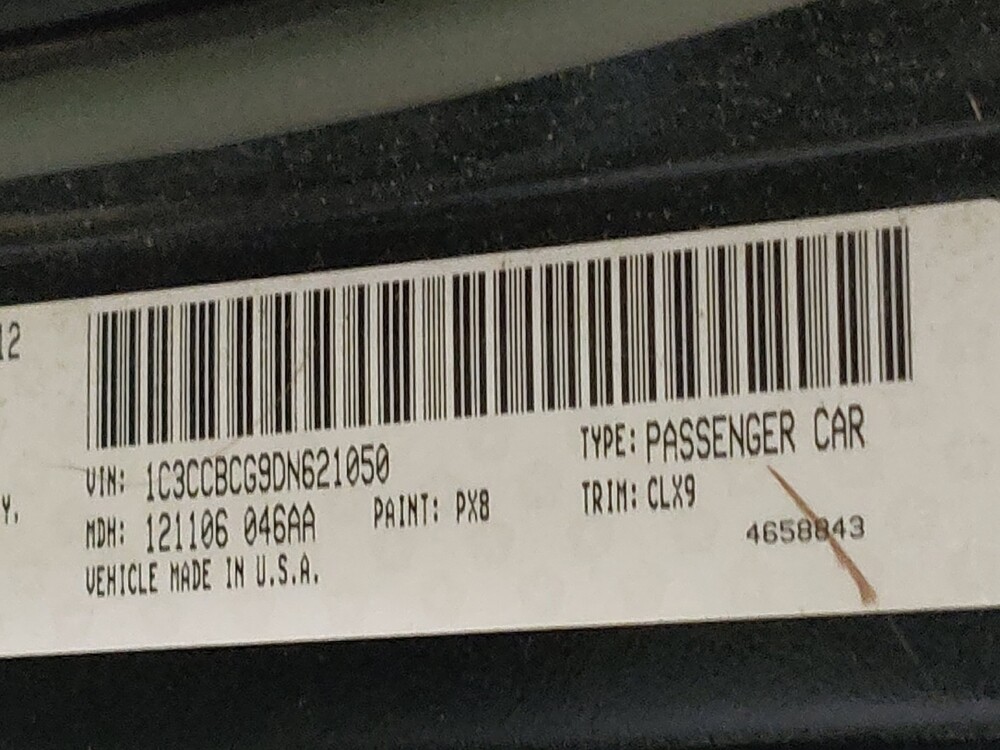 12
VIN: 1C3CCBCG9DN621050
TYPE: PASSENGER CAR
Y,
MDH: 121106 046AA
PAINT: PX8
TRIM: CLX9
VEHICLE MADE IN U.S.A.
4658843